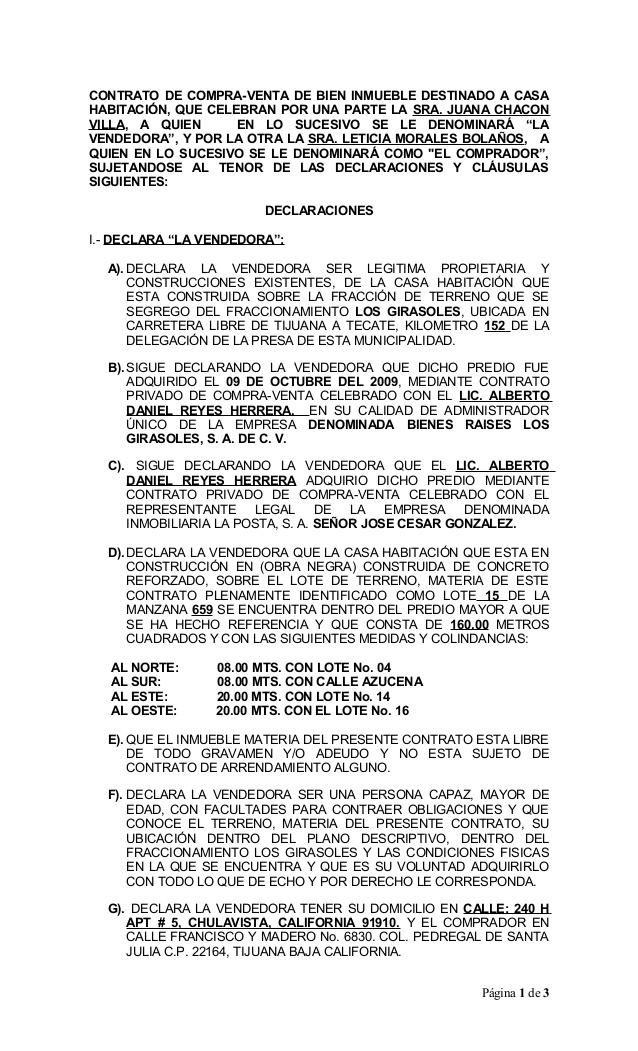 CONTRATO DE COMPRA-VENTA DE BIEN INMUEBLE DESTINADO A CASA
HABITACIÓN, QUE CELEBRAN POR UNA PARTE LA SRA. JUANA CHACON
VILLA, A QUIEN EN LO SUCESIVO SE LE DENOMINARÁ “LA
VENDEDORA”, Y POR LA OTRA LA SRA. LETICIA MORALES BOLAÑOS, A
QUIEN EN LO SUCESIVO SE LE DENOMINARÁ COMO "EL COMPRADOR”,
SUJETANDOSE AL TENOR DE LAS DECLARACIONES Y CLÁUSULAS
SIGUIENTES:
DECLARACIONES
I.- DECLARA “LA VENDEDORA”:
A). DECLARA LA VENDEDORA SER LEGITIMA PROPIETARIA Y
CONSTRUCCIONES EXISTENTES, DE LA CASA HABITACIÓN QUE
ESTA CONSTRUIDA SOBRE LA FRACCIÓN DE TERRENO QUE SE
SEGREGO DEL FRACCIONAMIENTO LOS GIRASOLES, UBICADA EN
CARRETERA LIBRE DE TIJUANA A TECATE, KILOMETRO 152 DE LA
DELEGACIÓN DE LA PRESA DE ESTA MUNICIPALIDAD.
B). SIGUE DECLARANDO LA VENDEDORA QUE DICHO PREDIO FUE
ADQUIRIDO EL 09 DE OCTUBRE DEL 2009, MEDIANTE CONTRATO
PRIVADO DE COMPRA-VENTA CELEBRADO CON EL LIC. ALBERTO
DANIEL REYES HERRERA. EN SU CALIDAD DE ADMINISTRADOR
ÚNICO DE LA EMPRESA DENOMINADA BIENES RAISES LOS
GIRASOLES, S. A. DE C. V.
C). SIGUE DECLARANDO LA VENDEDORA QUE EL LIC. ALBERTO
DANIEL REYES HERRERA ADQUIRIO DICHO PREDIO MEDIANTE
CONTRATO PRIVADO DE COMPRA-VENTA CELEBRADO CON EL
REPRESENTANTE LEGAL DE LA EMPRESA DENOMINADA
INMOBILIARIA LA POSTA, S. A. SEÑOR JOSE CESAR GONZALEZ.
D). DECLARA LA VENDEDORA QUE LA CASA HABITACIÓN QUE ESTA EN
CONSTRUCCIÓN EN (OBRA NEGRA) CONSTRUIDA DE CONCRETO
REFORZADO, SOBRE EL LOTE DE TERRENO, MATERIA DE ESTE
CONTRATO PLENAMENTE IDENTIFICADO COMO LOTE 15 DE LA
MANZANA 659 SE ENCUENTRA DENTRO DEL PREDIO MAYOR A QUE
SE HA HECHO REFERENCIA Y QUE CONSTA DE 160.00 METROS
CUADRADOS Y CON LAS SIGUIENTES MEDIDAS Y COLINDANCIAS:
AL NORTE: 08.00 MTS. CON LOTE No. 04
AL SUR: 08.00 MTS. CON CALLE AZUCENA
AL ESTE: 20.00 MTS. CON LOTE No. 14
AL OESTE: 20.00 MTS. CON EL LOTE No. 16
E). QUE EL INMUEBLE MATERIA DEL PRESENTE CONTRATO ESTA LIBRE
DE TODO GRAVAMEN Y/O ADEUDO Y NO ESTA SUJETO DE
CONTRATO DE ARRENDAMIENTO ALGUNO.
F). DECLARA LA VENDEDORA SER UNA PERSONA CAPAZ, MAYOR DE
EDAD, CON FACULTADES PARA CONTRAER OBLIGACIONES Y QUE
CONOCE EL TERRENO, MATERIA DEL PRESENTE CONTRATO, SU
UBICACIÓN DENTRO DEL PLANO DESCRIPTIVO, DENTRO DEL
FRACCIONAMIENTO LOS GIRASOLES Y LAS CONDICIONES FISICAS
EN LA QUE SE ENCUENTRA Y QUE ES SU VOLUNTAD ADQUIRIRLO
CON TODO LO QUE DE ECHO Y POR DERECHO LE CORRESPONDA.
G). DECLARA LA VENDEDORA TENER SU DOMICILIO EN CALLE: 240 H
APT # 5, CHULAVISTA, CALIFORNIA 91910. Y EL COMPRADOR EN
CALLE FRANCISCO Y MADERO No. 6830. COL. PEDREGAL DE SANTA
JULIA C.P. 22164, TIJUANA BAJA CALIFORNIA.
Página 1 de 3